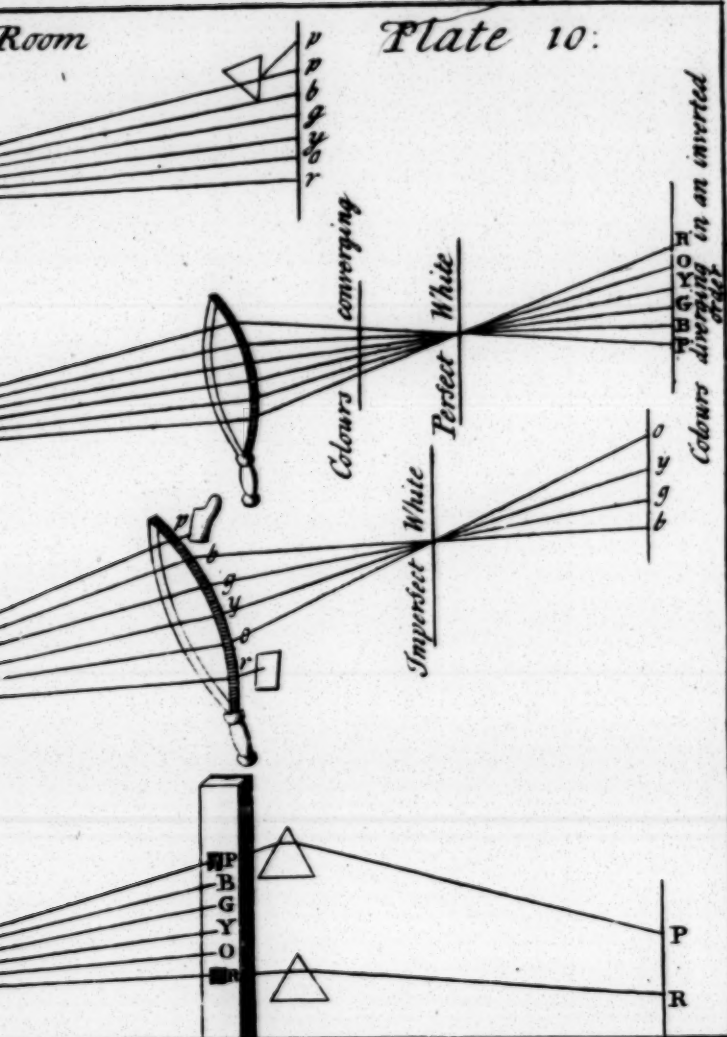 Room
Plate 10:
p
p
b
g
y
o
r
Colours converging
Perfect White
R
O
Y
G
B
P
Colours diverging in an inverted
order
p
b
g
y
o
r
Imperfect White
o
y
g
b
P
B
G
Y
O
R
P
R